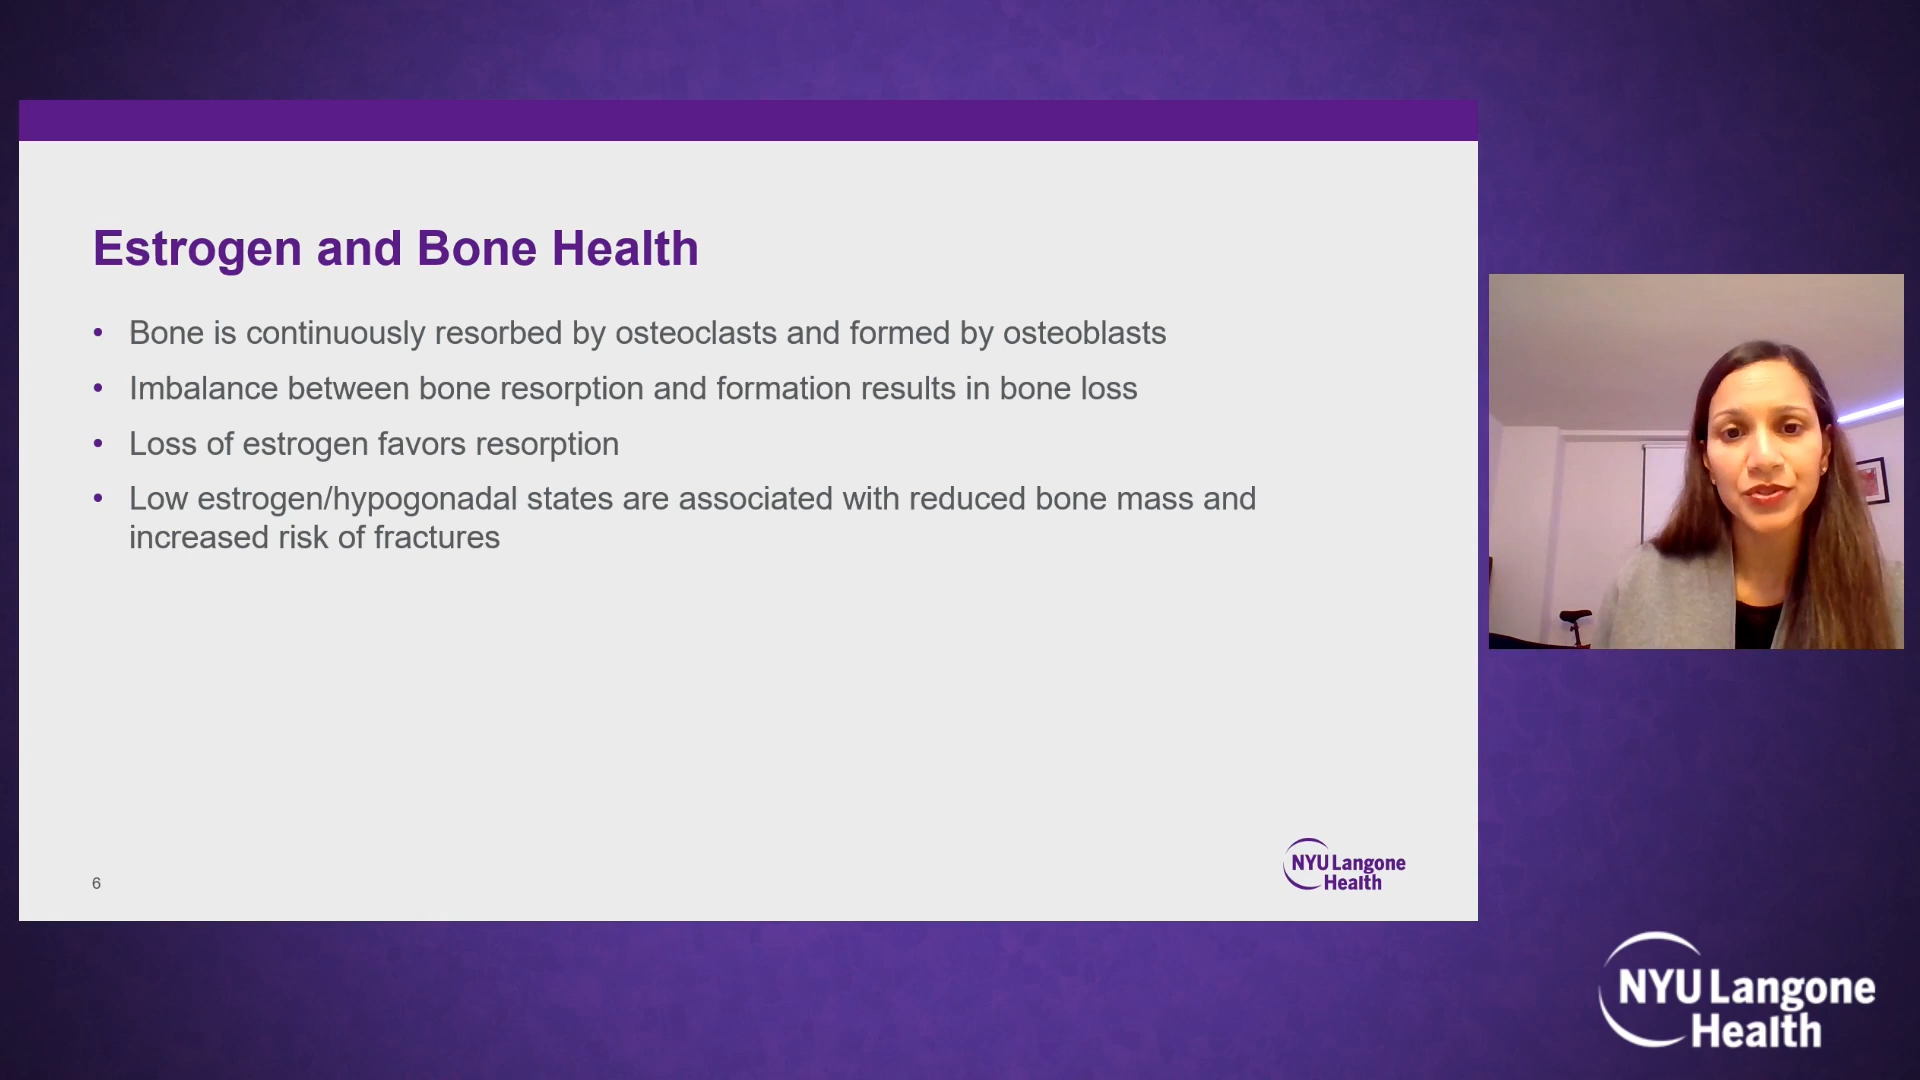 Estrogen and Bone Health
• Bone is continuously resorbed by osteoclasts and formed by osteoblasts
• Imbalance between bone resorption and formation results in bone loss
• Loss of estrogen favors resorption
• Low estrogen/hypogonadal states are associated with reduced bone mass and
increased risk of fractures
6
NYU Langone
Health
NYU Langone
Health